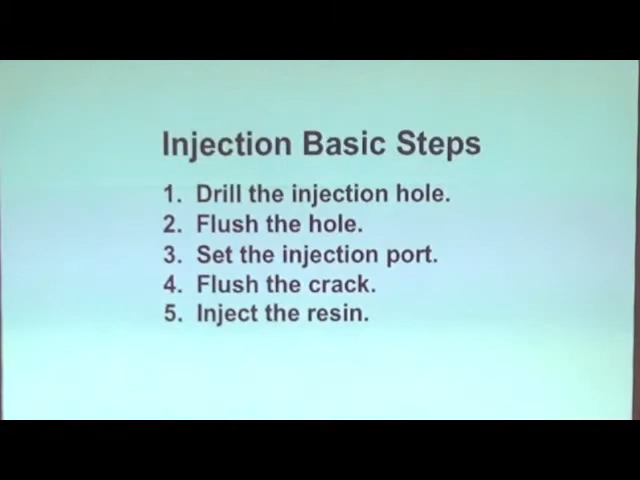 Injection Basic Steps
1. Drill the injection hole.
2. Flush the hole.
3. Set the injection port.
4. Flush the crack.
5. Inject the resin.